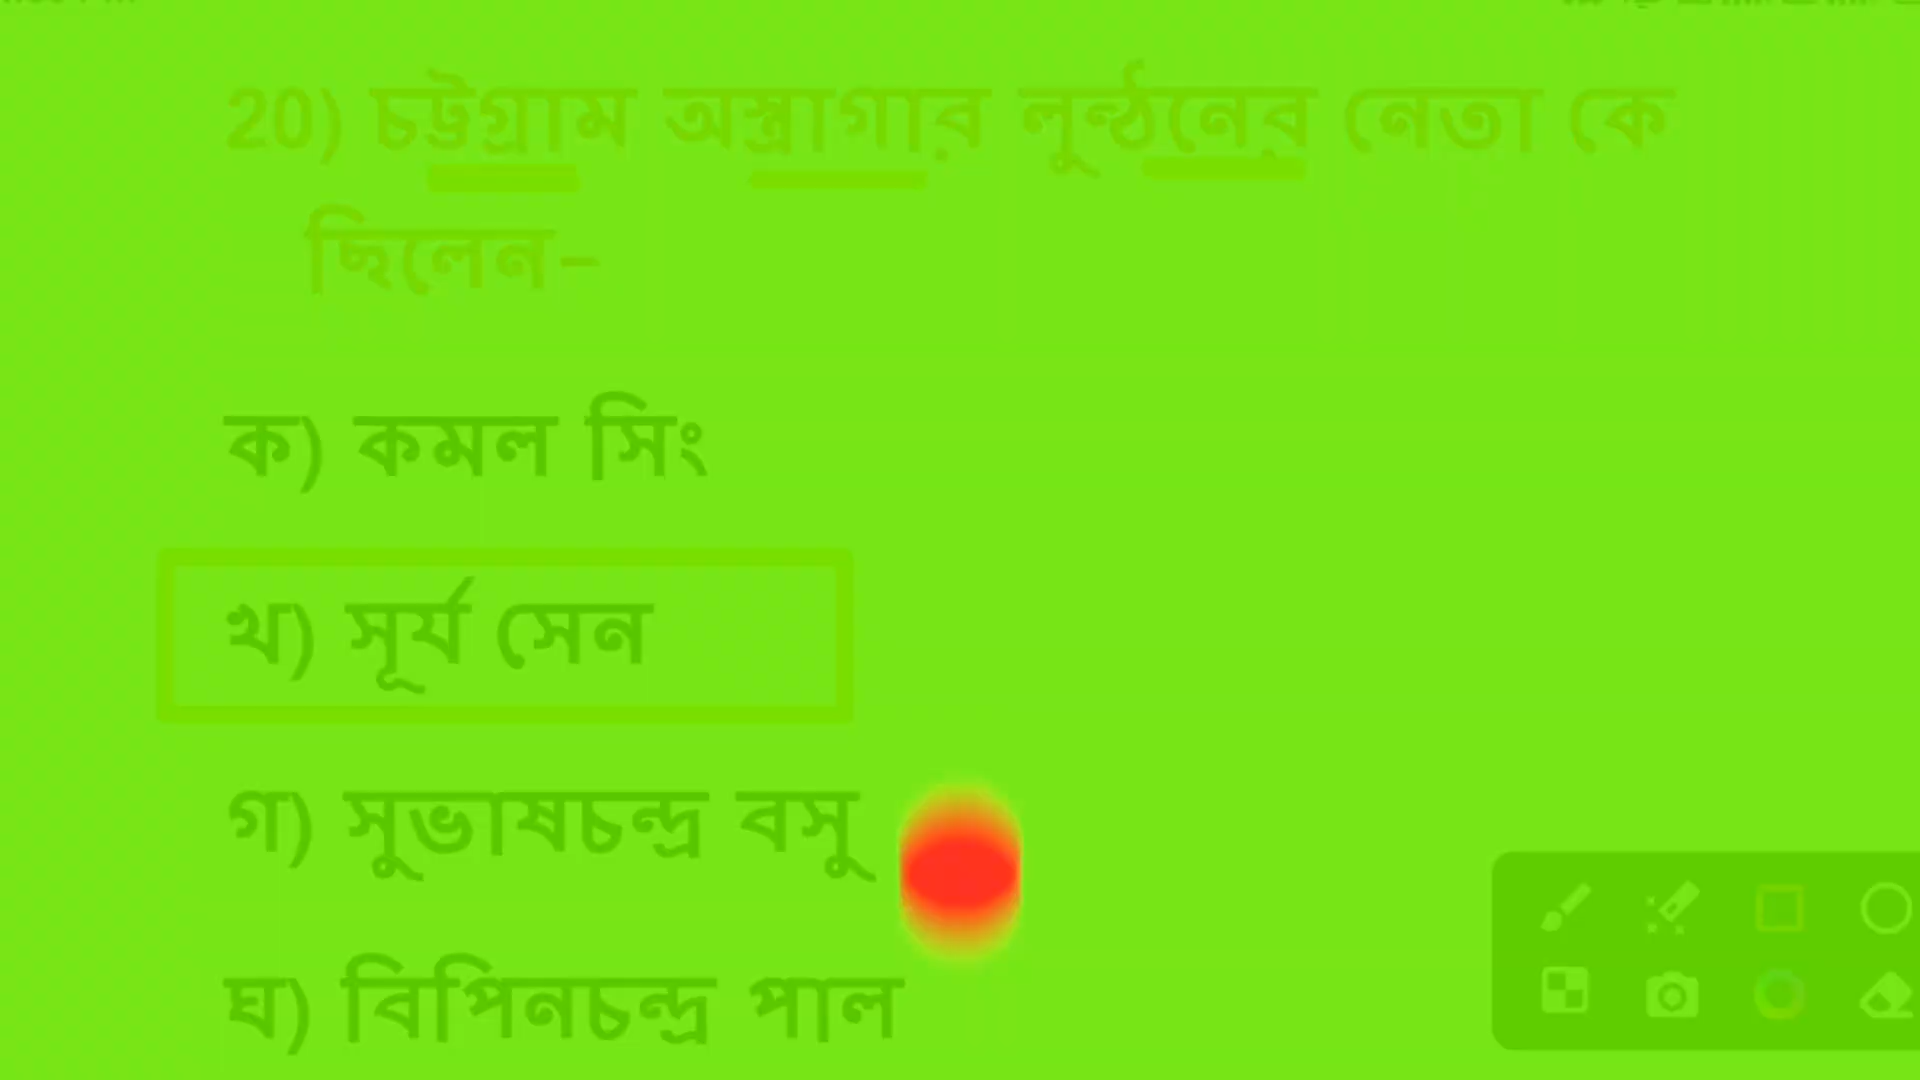 20) চট্টগ্রাম অস্ত্রাগার লুন্ঠনের নেতা কে
ছিলেন–
ক) কমল সিং
খ) সূর্য সেন
গ) সুভাষচন্দ্র বসু
ঘ) বিপিনচন্দ্র পাল